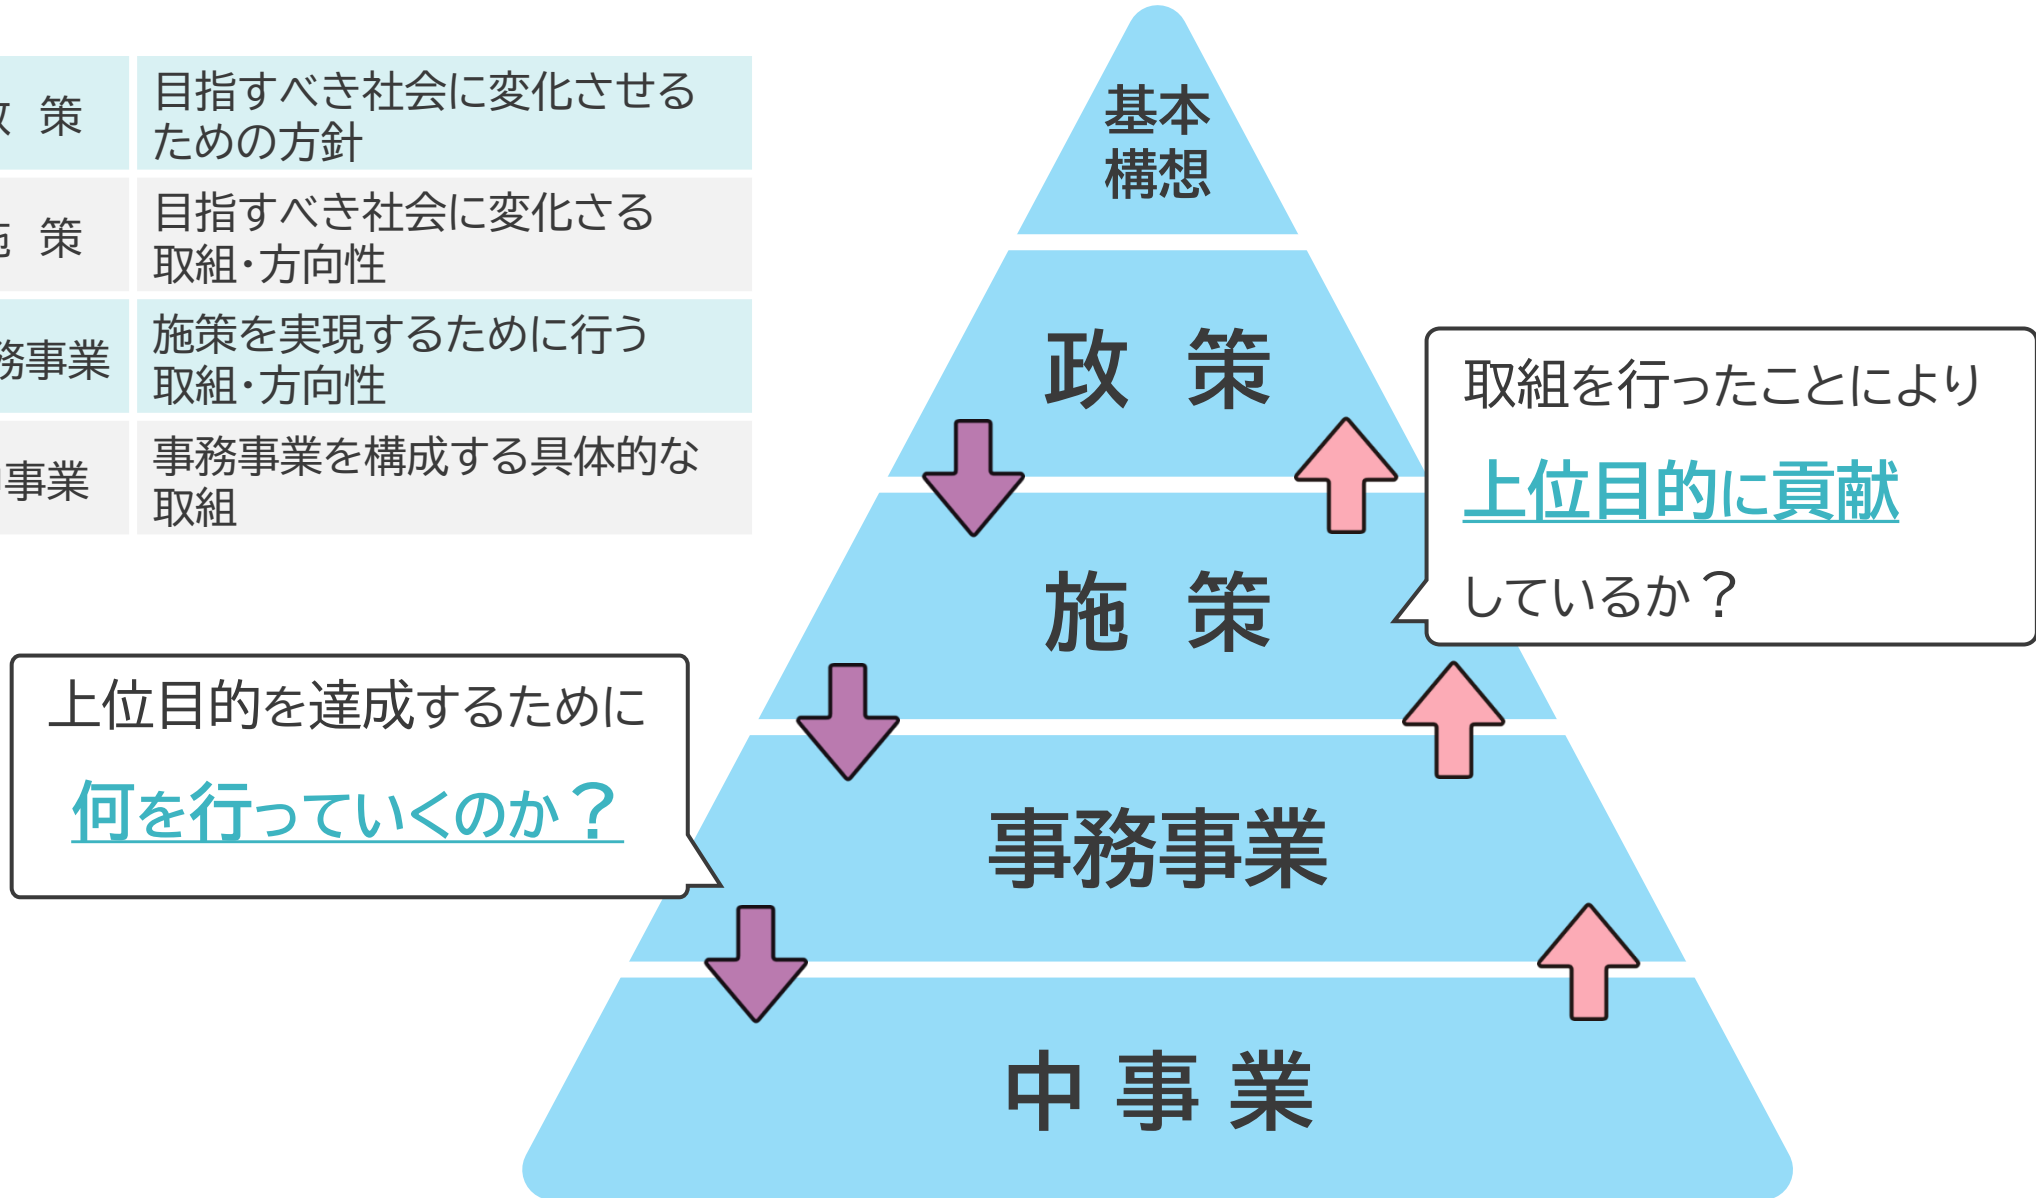 政 策
目指すべき社会に変化させる
ための方針
施 策
目指すべき社会に変化さる
取組・方向性
務事業
施策を実現するために行う
取組・方向性
中事業
事務事業を構成する具体的な
取組
基本
構想
政 策
施 策
事務事業
中 事 業
取組を行ったことにより
上位目的に貢献
しているか？
上位目的を達成するために
何を行っていくのか？